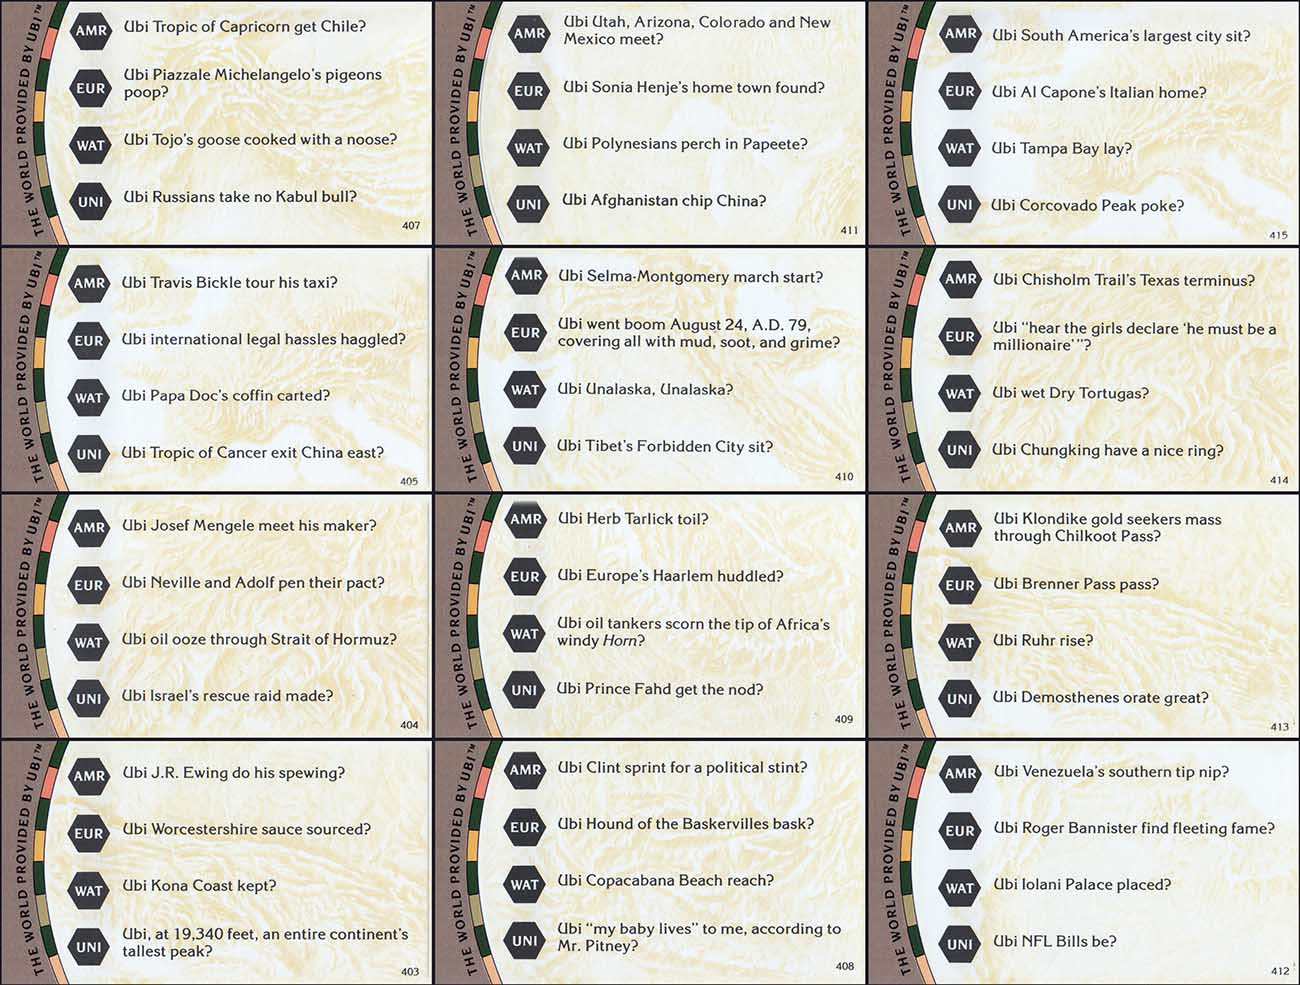 THE WORLD PROVIDED BY UBI™
AMR Ubi Tropic of Capricorn get Chile?
EUR Ubi Piazzale Michelangelo's pigeons
poop?
WAT Ubi Tojo's goose cooked with a noose?
UNI Ubi Russians take no Kabul bull?
407
THE WORLD PROVIDED BY UBI™
AMR Ubi Utah, Arizona, Colorado and New
Mexico meet?
EUR Ubi Sonia Henje's home town found?
WAT Ubi Polynesians perch in Papeete?
UNI Ubi Afghanistan chip China?
411
THE WORLD PROVIDED BY UBI™
AMR Ubi South America's largest city sit?
EUR Ubi Al Capone's Italian home?
WAT Ubi Tampa Bay lay?
UNI Ubi Corcovado Peak poke?
415
THE WORLD PROVIDED BY UBI™
AMR Ubi Travis Bickle tour his taxi?
EUR Ubi international legal hassles haggled?
WAT Ubi Papa Doc's coffin carted?
UNI Ubi Tropic of Cancer exit China east?
405
THE WORLD PROVIDED BY UBI™
AMR Ubi Selma-Montgomery march start?
EUR Ubi went boom August 24, A.D. 79,
covering all with mud, soot, and grime?
WAT Ubi Unalaska, Unalaska?
UNI Ubi Tibet's Forbidden City sit?
410
THE WORLD PROVIDED BY UBI™
AMR Ubi Chisholm Trail's Texas terminus?
EUR Ubi "hear the girls declare 'he must be a
millionaire'"?
WAT Ubi wet Dry Tortugas?
UNI Ubi Chungking have a nice ring?
414
THE WORLD PROVIDED BY UBI™
AMR Ubi Josef Mengele meet his maker?
EUR Ubi Neville and Adolf pen their pact?
WAT Ubi oil ooze through Strait of Hormuz?
UNI Ubi Israel's rescue raid made?
404
THE WORLD PROVIDED BY UBI™
AMR Ubi Herb Tarlick toil?
EUR Ubi Europe's Haarlem huddled?
WAT Ubi oil tankers scorn the tip of Africa's
windy Horn?
UNI Ubi Prince Fahd get the nod?
409
THE WORLD PROVIDED BY UBI™
AMR Ubi Klondike gold seekers mass
through Chilkoot Pass?
EUR Ubi Brenner Pass pass?
WAT Ubi Ruhr rise?
UNI Ubi Demosthenes orate great?
413
THE WORLD PROVIDED BY UBI™
AMR Ubi J.R. Ewing do his spewing?
EUR Ubi Worcestershire sauce sourced?
WAT Ubi Kona Coast kept?
UNI Ubi, at 19,340 feet, an entire continent's
tallest peak?
403
THE WORLD PROVIDED BY UBI™
AMR Ubi Clint sprint for a political stint?
EUR Ubi Hound of the Baskervilles bask?
WAT Ubi Copacabana Beach reach?
UNI Ubi "my baby lives" to me, according to
Mr. Pitney?
408
THE WORLD PROVIDED BY UBI™
AMR Ubi Venezuela's southern tip nip?
EUR Ubi Roger Bannister find fleeting fame?
WAT Ubi Iolani Palace placed?
UNI Ubi NFL Bills be?
412